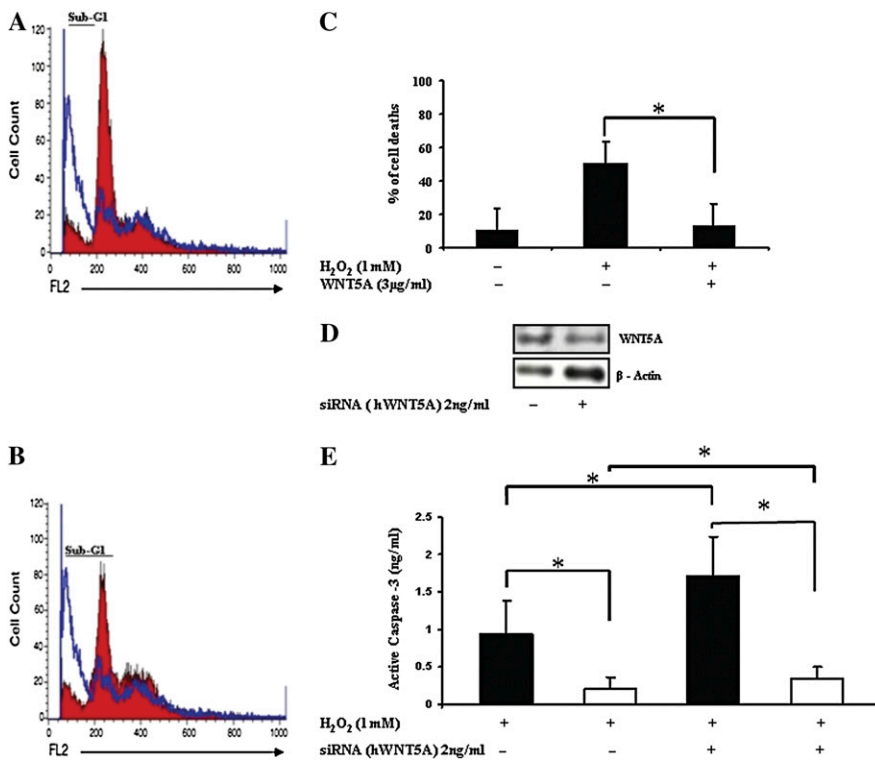 A
Sub-G1
120
100
80
60
40
20
0
Cell Count
0 200 400 600 800 1000
FL2
B
Sub-G1
120
100
80
60
40
20
0
Cell Count
0 200 400 600 800 1000
FL2
C
100
80
60
40
20
0
% of cell deaths
*
H₂O₂ (1 mM) – + +
WNT5A (3µg/ml) – – +
D
WNT5A
β - Actin
siRNA ( hWNT5A) 2ng/ml – +
E
* * * *
2.5
2
1.5
1
0.5
0
Active Caspase -3 (ng/ml)
H₂O₂ (1mM) + + + +
siRNA (hWNT5A) 2ng/ml – – + +